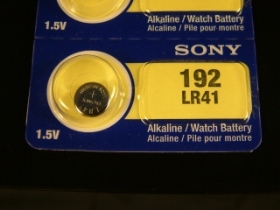 Alkaline / Watch Battery
1.5V
Alcaline / Pile pour montre
SONY
192
LR41
1.5V
Alkaline / Watch Battery
Alcaline / Pile pour montre